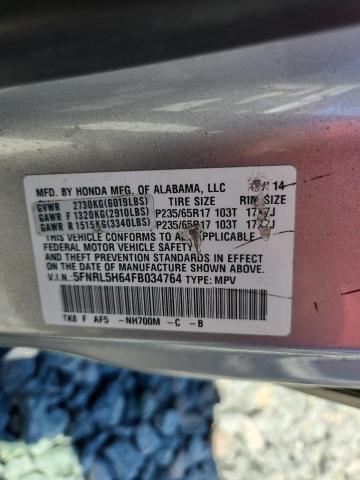 MFD. BY HONDA MFG. OF ALABAMA, LLC 14
GVWR 2730KG(6019LBS) TIRE SIZE RIM SIZE
GAWR F 1320KG(2910LBS) P235/65R17 103T 17X7J
GAWR R 1515KG(3340LBS) P235/65R17 103T 17X7J
THIS VEHICLE CONFORMS TO ALL APPLICABLE
FEDERAL MOTOR VEHICLE SAFETY
AND THEFT PREVENTION STANDARDS IN EFFECT
ON THE DATE OF MANUFACTURE SHOWN ABOVE.
V.I.N.: 5FNRL5H64FB034764 TYPE: MPV
TK8 F AF5 -NH700M -C -B